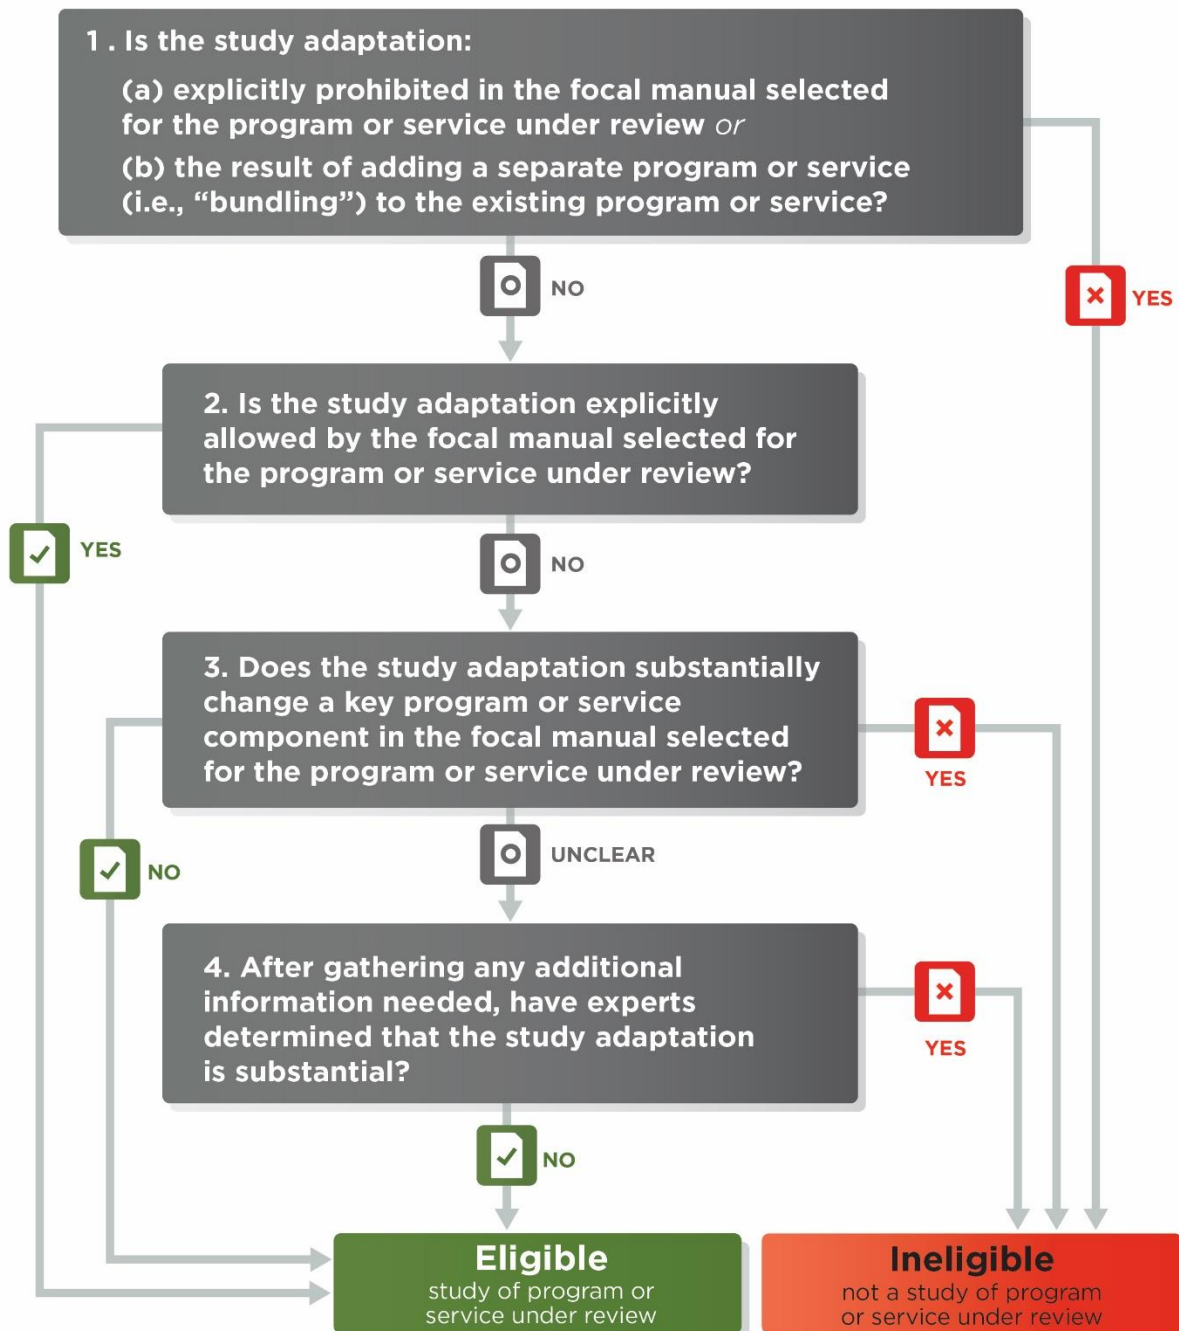 1 . Is the study adaptation:
(a) explicitly prohibited in the focal manual selected
for the program or service under review or
(b) the result of adding a separate program or service
(i.e., “bundling”) to the existing program or service?
NO
YES
2. Is the study adaptation explicitly
allowed by the focal manual selected for
the program or service under review?
YES
NO
3. Does the study adaptation substantially
change a key program or service
component in the focal manual selected
for the program or service under review?
YES
NO
UNCLEAR
4. After gathering any additional
information needed, have experts
determined that the study adaptation
is substantial?
YES
NO
Eligible
study of program or
service under review
Ineligible
not a study of program
or service under review